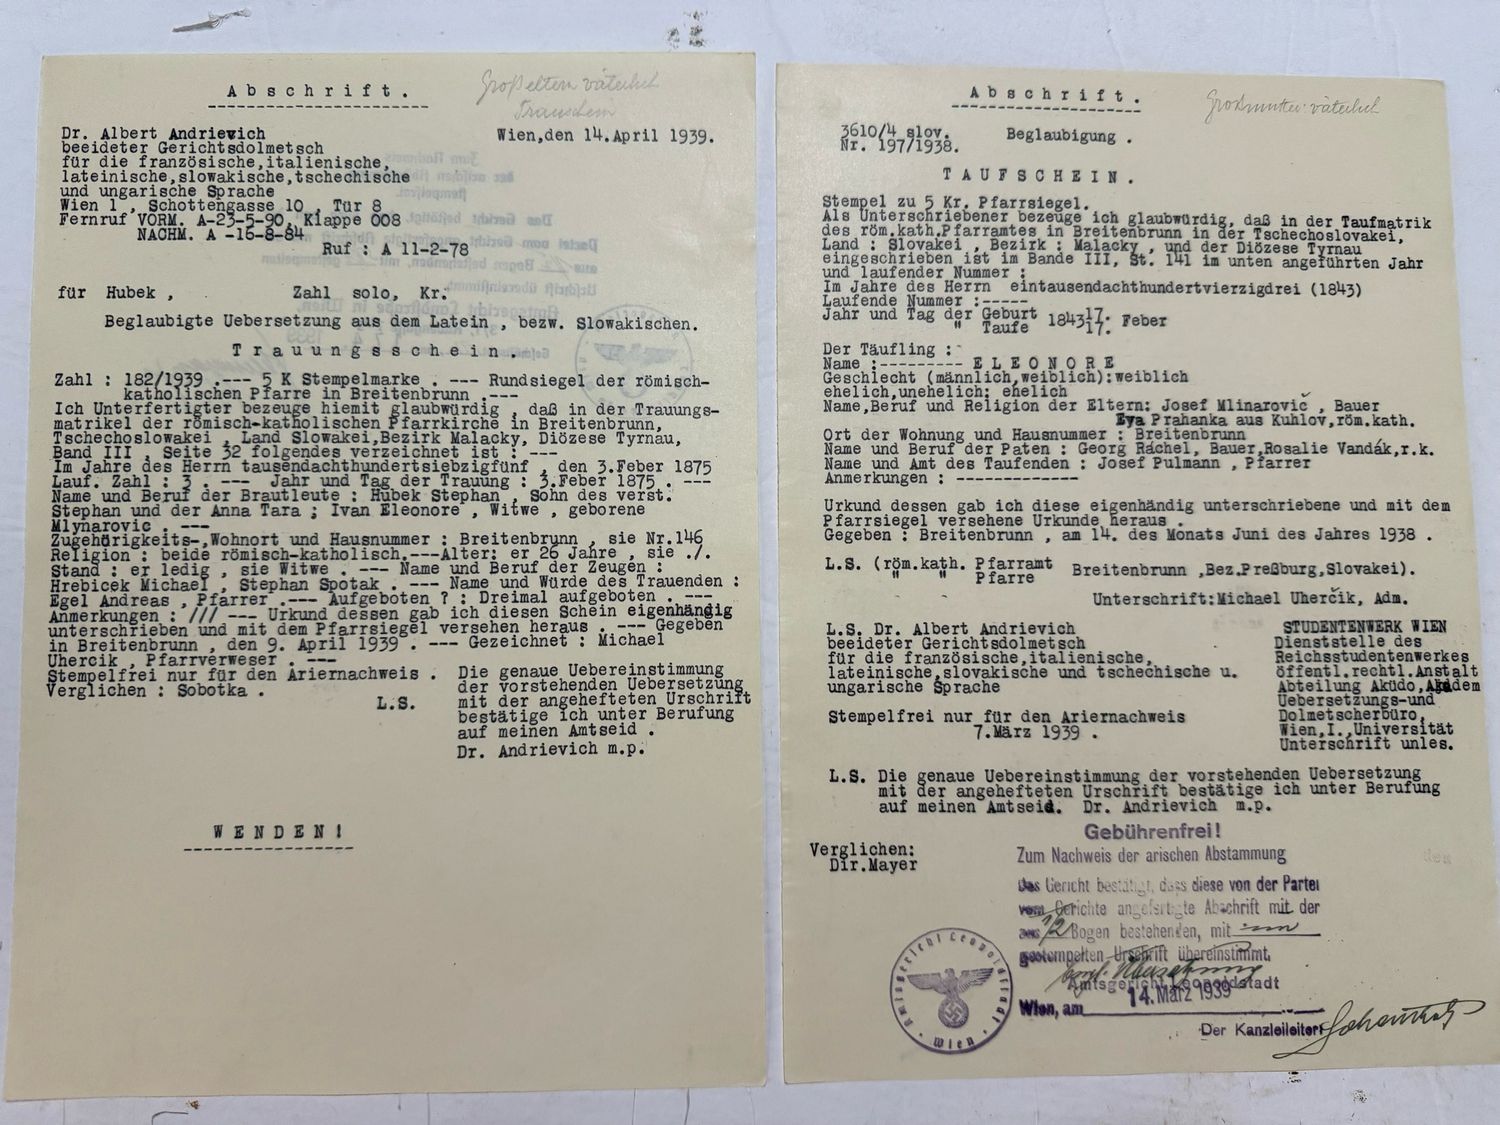 Abschrift.
Großeltern väterlich
Trauschein
Dr. Albert Andrievich
beeideter Gerichtsdolmetsch
für die französische,italienische,
lateinische,slowakische,tschechische
und ungarische Sprache
Wien 1 , Schottengasse 10 , Tür 8
Fernruf VORM. A-23-5-90, Klappe 008
NACHM. A -16-8-84
Ruf : A 11-2-78
Wien,den 14.April 1939.
für Hubek , Zahl solo, Kr.
Beglaubigte Uebersetzung aus dem Latein , bezw. Slowakischen.
Trauungsschein.
Zahl : 182/1939 .--- 5 K Stempelmarke . --- Rundsiegel der römisch-
katholischen Pfarre in Breitenbrunn .---
Ich Unterfertigter bezeuge hiemit glaubwürdig , daß in der Trauungs-
matrikel der römisch-katholischen Pfarrkirche in Breitenbrunn,
Tschechoslowakei , Land Slowakei,Bezirk Malacky, Diözese Tyrnau,
Band III , Seite 32 folgendes verzeichnet ist : ---
Im Jahre des Herrn tausendachthundertsiebzigfünf , den 3.Feber 1875
Lauf. Zahl : 3 . --- Jahr und Tag der Trauung : 3.Feber 1875 . ---
Name und Beruf der Brautleute : Hubek Stephan , Sohn des verst.
Stephan und der Anna Tara ; Ivan Eleonore , Witwe , geborene
Mlynarovic . ---
Zugehörigkeits-,Wohnort und Hausnummer : Breitenbrunn , sie Nr.146
Religion : beide römisch-katholisch.---Alter: er 26 Jahre , sie ./.
Stand : er ledig , sie Witwe . --- Name und Beruf der Zeugen :
Hrebicek Michael , Stephan Spotak . --- Name und Würde des Trauenden :
Egel Andreas , Pfarrer .--- Aufgeboten ? : Dreimal aufgeboten . ---
Anmerkungen : /// --- Urkund dessen gab ich diesen Schein eigenhändig
unterschrieben und mit dem Pfarrsiegel versehen heraus . --- Gegeben
in Breitenbrunn , den 9. April 1939 . --- Gezeichnet : Michael
Uhercik , Pfarrverweser . ---
Stempelfrei nur für den Ariernachweis .
Verglichen : Sobotka .
L.S.
Die genaue Uebereinstimmung
der vorstehenden Uebersetzung
mit der angehefteten Urschrift
bestätige ich unter Berufung
auf meinen Amtseid .
Dr. Andrievich m.p.
WENDEN!
Abschrift.
Großmutter väterlich
3610/4 slov.
Nr. 197/1938.
Beglaubigung .
TAUFSCHEIN.
Stempel zu 5 Kr. Pfarrsiegel.
Als Unterschriebener bezeuge ich glaubwürdig, daß in der Taufmatrik
des röm.kat.Pfarramtes in Breitenbrunn in der Tschechoslovakei,
Land : Slovakei , Bezirk : Malacky , und der Diözese Tyrnau
eingeschrieben ist im Bande III, St. 141 im unten angeführten Jahr
und laufender Nummer :
Im Jahre des Herrn eintausendachthundertvierzigdrei (1843)
Laufende Nummer :-----
Jahr und Tag der Geburt 1843 17. Feber
" Taufe 17.
Der Täufling :
Name :--------- ELEONORE
Geschlecht (männlich,weiblich):weiblich
ehelich,unehelich: ehelich
Name,Beruf und Religion der Eltern: Josef Mlinarovič , Bauer
Eva Prahanka aus Kuhlov,röm.kath.
Ort der Wohnung und Hausnummer : Breitenbrunn
Name und Beruf der Paten : Georg Ráchel, Bauer,Rosalie Vandák,r.k.
Name und Amt des Taufenden : Josef Pulmann , Pfarrer
Anmerkungen : -------------
Urkund dessen gab ich diese eigenhändig unterschriebene und mit dem
Pfarrsiegel versehene Urkunde heraus .
Gegeben : Breitenbrunn , am 14. des Monats Juni des Jahres 1938 .
L.S. (röm.kath. Pfarramt Breitenbrunn ,Bez.Preßburg,Slovakei).
" " Pfarre
Unterschrift:Michael Uherčik, Adm.
L.S. Dr. Albert Andrievich
beeideter Gerichtsdolmetsch
für die französische,italienische,
lateinische,slovakische und tschechische u.
ungarische Sprache
Stempelfrei nur für den Ariernachweis
7.März 1939 .
STUDENTENWERK WIEN
Dienststelle des
Reichsstudentenwerkes
öffentl.rechtl.Anstalt
Abteilung Aküdo,Akadem
Uebersetzungs-und
Dolmetscherbüro,
Wien,I.,Universität
Unterschrift unles.
L.S. Die genaue Uebereinstimmung der vorstehenden Uebersetzung
mit der angehefteten Urschrift bestätige ich unter Berufung
auf meinen Amtseid. Dr. Andrievich m.p.
Verglichen:
Dir.Mayer
Gebührenfrei!
Zum Nachweis der arischen Abstammung
Das Gericht bestätigt, dass diese von der Partei
vom Gerichte angefertigte Abschrift mit der
aus 1/2 Bogen bestehenden, mit
gestempelten Urschrift übereinstimmt,
Übersetzung
Amtsgericht Leopoldstadt
Wien, am 14. März 1939
Der Kanzleileiter:
Amtsgericht Leopoldstadt
Wien